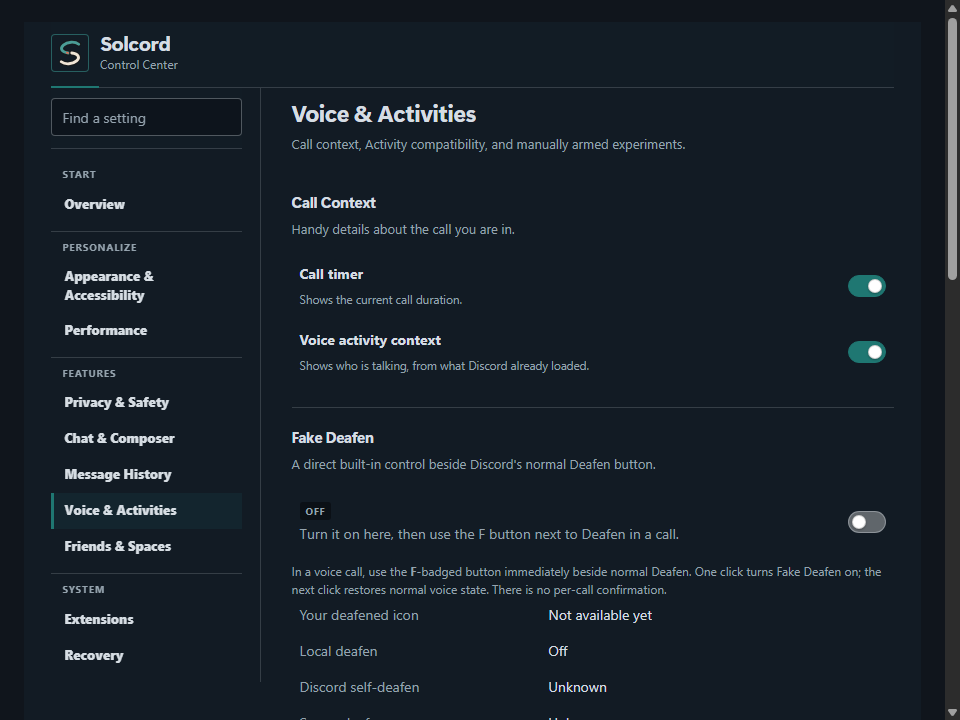 Solcord
Control Center
Find a setting
START
Overview
PERSONALIZE
Appearance &
Accessibility
Performance
FEATURES
Privacy & Safety
Chat & Composer
Message History
Voice & Activities
Friends & Spaces
SYSTEM
Extensions
Recovery
Voice & Activities
Call context, Activity compatibility, and manually armed experiments.
Call Context
Handy details about the call you are in.
Call timer
Shows the current call duration.
Voice activity context
Shows who is talking, from what Discord already loaded.
Fake Deafen
A direct built-in control beside Discord's normal Deafen button.
OFF
Turn it on here, then use the F button next to Deafen in a call.
In a voice call, use the F-badged button immediately beside normal Deafen. One click turns Fake Deafen on; the
next click restores normal voice state. There is no per-call confirmation.
Your deafened icon Not available yet
Local deafen Off
Discord self-deafen Unknown